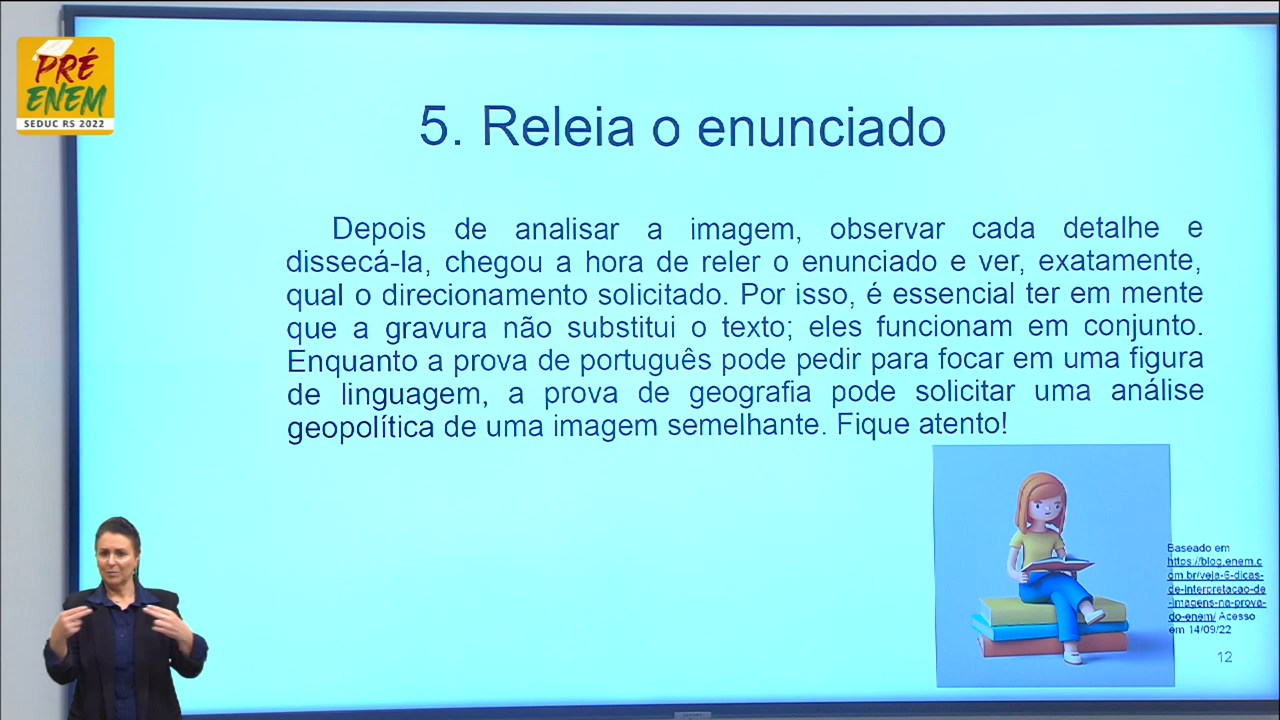 PRÉ
ENEM
SEDUC RS 2022
5. Releia o enunciado
Depois de analisar a imagem, observar cada detalhe e
dissecá-la, chegou a hora de reler o enunciado e ver, exatamente,
qual o direcionamento solicitado. Por isso, é essencial ter em mente
que a gravura não substitui o texto; eles funcionam em conjunto.
Enquanto a prova de português pode pedir para focar em uma figura
de linguagem, a prova de geografia pode solicitar uma análise
geopolítica de uma imagem semelhante. Fique atento!
Baseado em
https://blog.enem.c
om.br/veja-6-dicas-
de-interpretacao-de
-imagens-na-prova-
do-enem/ Acesso
em 14/09/22
12